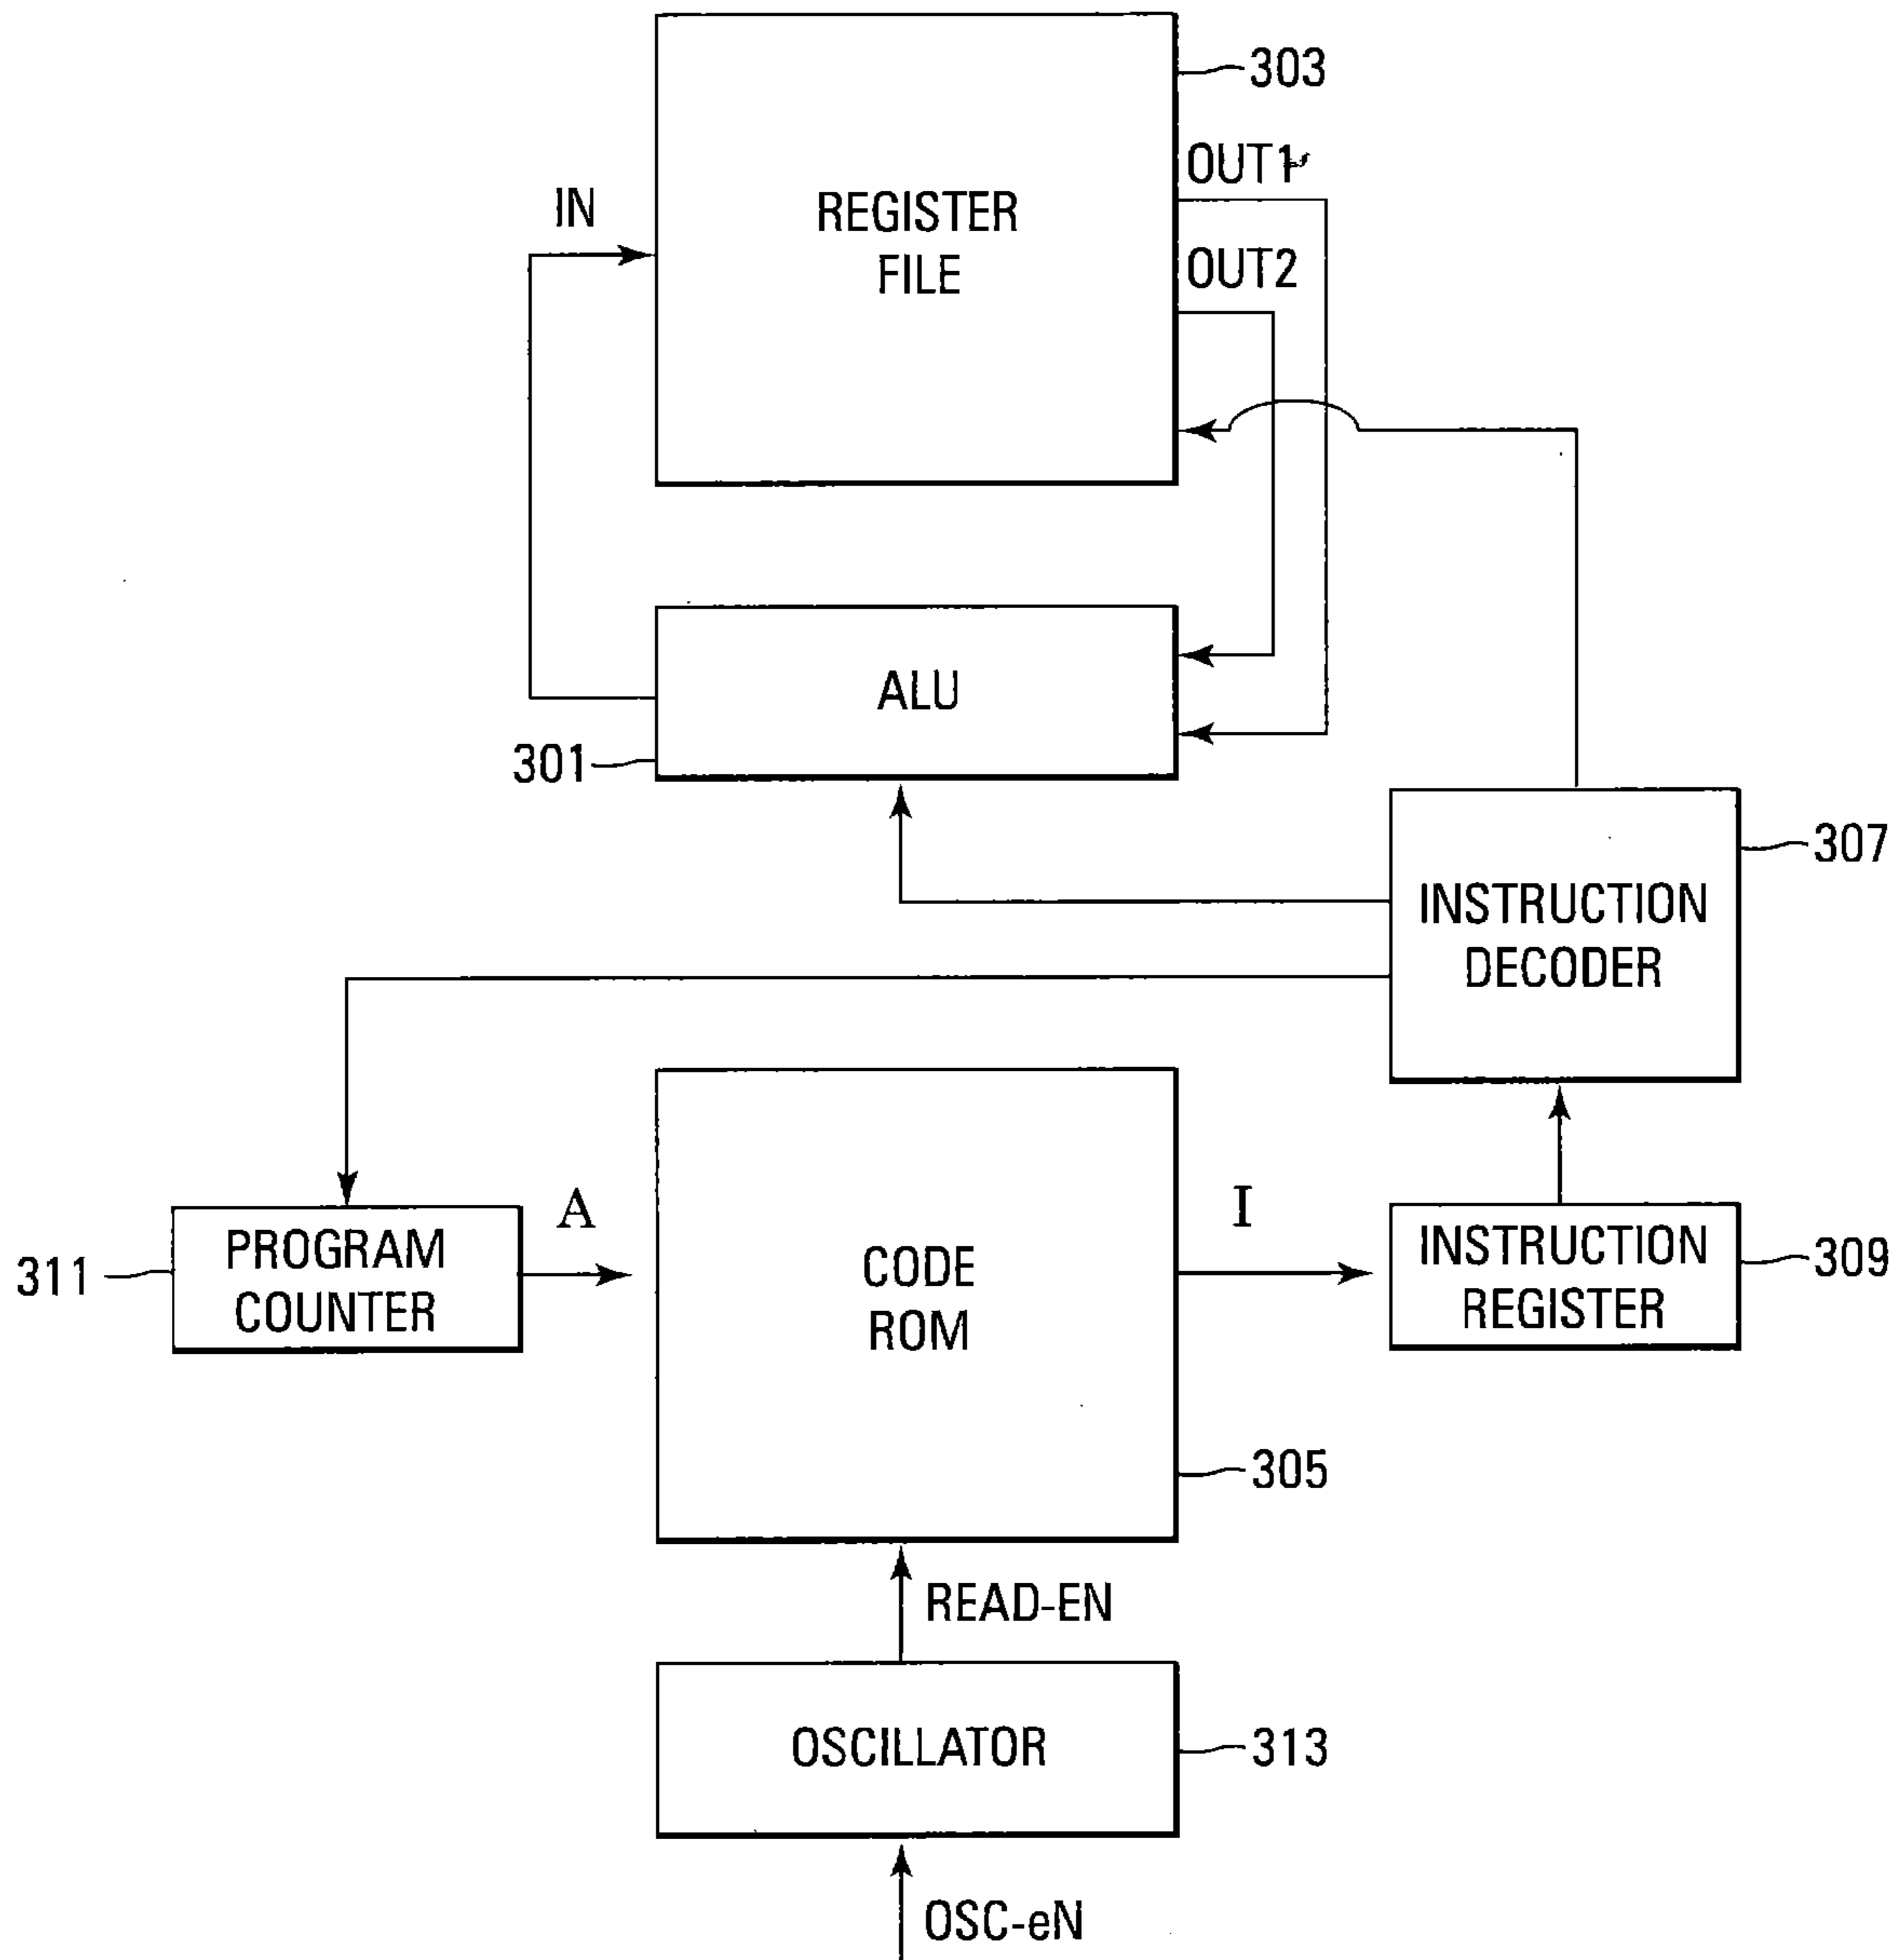 303
OUT1
IN
REGISTER
FILE
OUT2
ALU
301
307
INSTRUCTION
DECODER
A
I
PROGRAM
COUNTER
311
CODE
ROM
INSTRUCTION
REGISTER
309
305
READ-EN
OSCILLATOR
313
OSC-eN